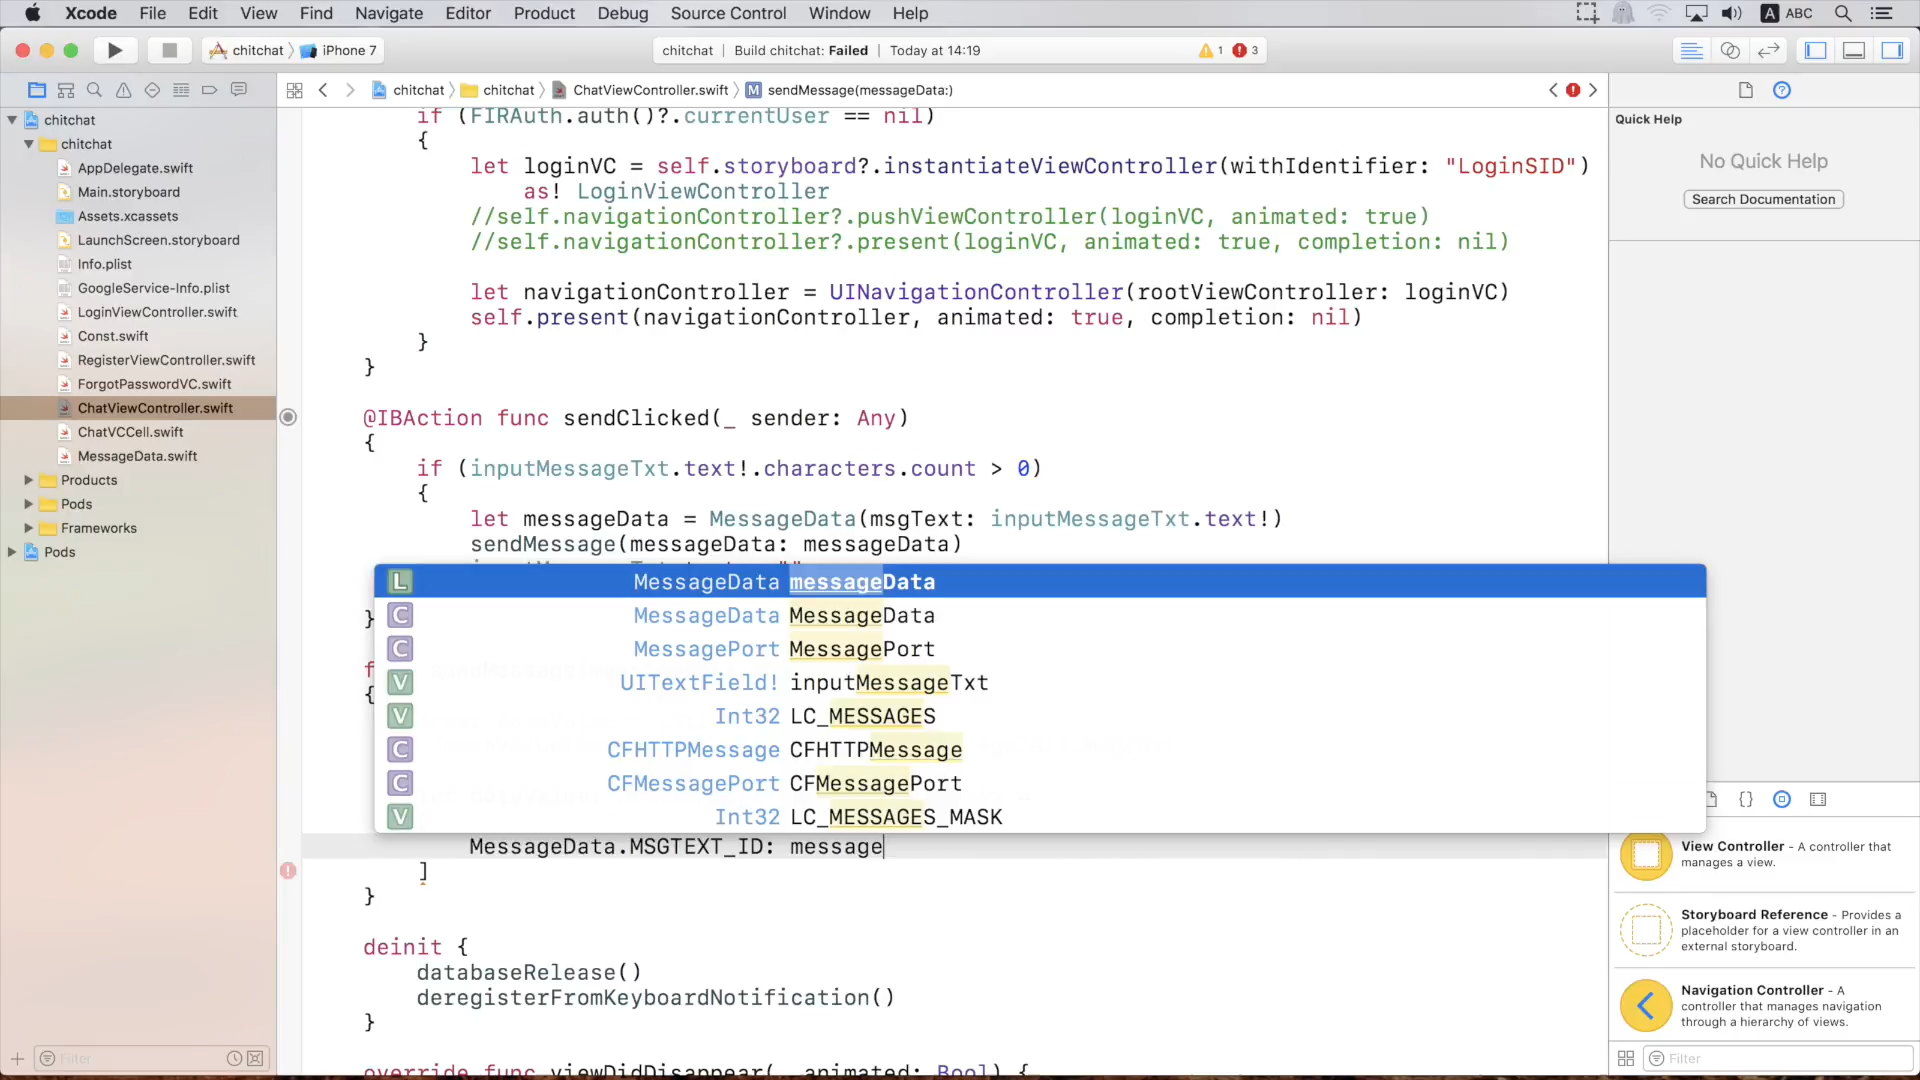 Xcode File Edit View Find Navigate Editor Product Debug Source Control Window Help A ABC
chitchat iPhone 7 chitchat | Build chitchat: Failed | Today at 14:19 1 3
chitchat chitchat ChatViewController.swift M sendMessage(messageData:)
chitchat
chitchat
AppDelegate.swift
Main.storyboard
Assets.xcassets
LaunchScreen.storyboard
Info.plist
GoogleService-Info.plist
LoginViewController.swift
Const.swift
RegisterViewController.swift
ForgotPasswordVC.swift
ChatViewController.swift
ChatVCCell.swift
MessageData.swift
Products
Pods
Frameworks
Pods
Filter
if (FIRAuth.auth()?.currentUser == nil)
{
let loginVC = self.storyboard?.instantiateViewController(withIdentifier: "LoginSID")
as! LoginViewController
//self.navigationController?.pushViewController(loginVC, animated: true)
//self.navigationController?.present(loginVC, animated: true, completion: nil)
let navigationController = UINavigationController(rootViewController: loginVC)
self.present(navigationController, animated: true, completion: nil)
}
}
@IBAction func sendClicked(_ sender: Any)
{
if (inputMessageTxt.text!.characters.count > 0)
{
let messageData = MessageData(msgText: inputMessageTxt.text!)
sendMessage(messageData: messageData)
L MessageData messageData
C MessageData MessageData
C MessagePort MessagePort
V UITextField! inputMessageTxt
V Int32 LC_MESSAGES
C CFHTTPMessage CFHTTPMessage
C CFMessagePort CFMessagePort
V Int32 LC_MESSAGES_MASK
}
f
{
MessageData.MSGTEXT_ID: message
]
}
deinit {
databaseRelease()
deregisterFromKeyboardNotification()
}
override func viewDidDisappear(_ animated: Bool) {
Quick Help
No Quick Help
Search Documentation
{}
View Controller - A controller that
manages a view.
Storyboard Reference - Provides a
placeholder for a view controller in an
external storyboard.
Navigation Controller - A
controller that manages navigation
through a hierarchy of views.
Filter